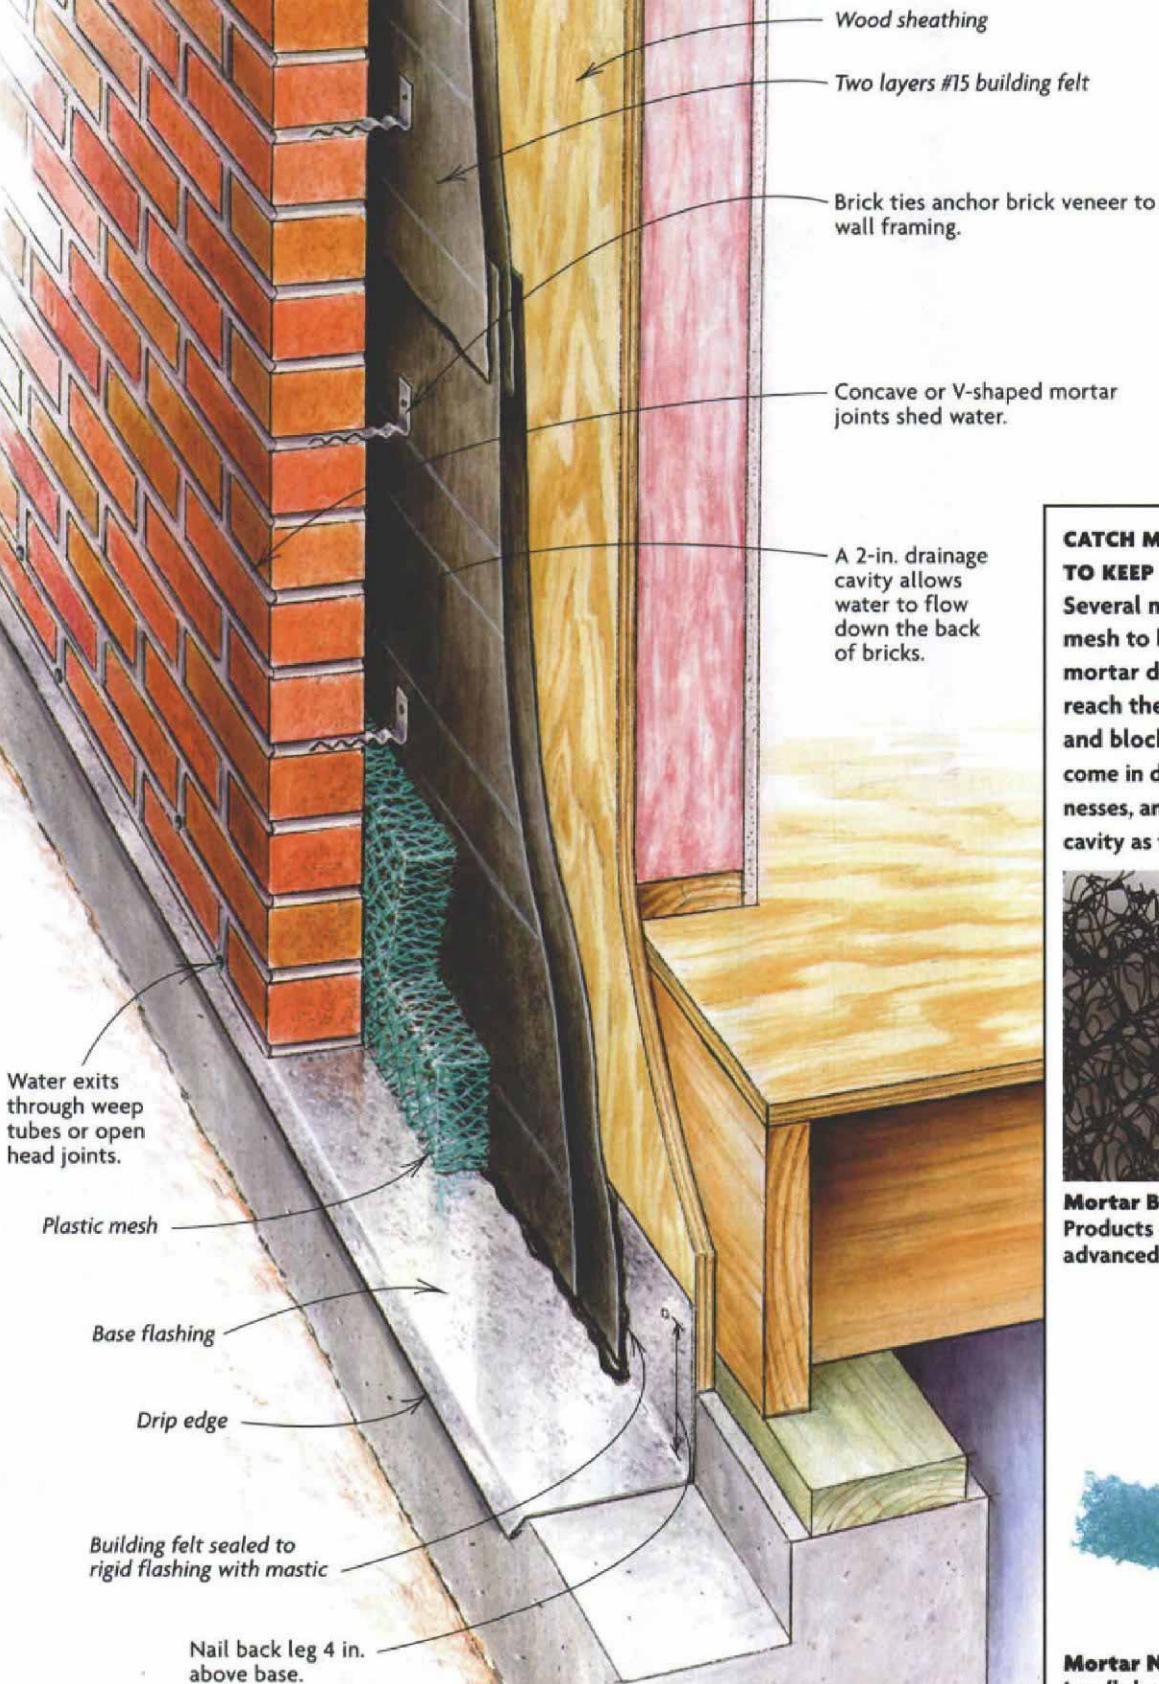 Wood sheathing
Two layers #15 building felt
Brick ties anchor brick veneer to
wall framing.
Concave or V-shaped mortar
joints shed water.
A 2-in. drainage
cavity allows
water to flow
down the back
of bricks.
Water exits
through weep
tubes or open
head joints.
Plastic mesh
Base flashing
Drip edge
Building felt sealed to
rigid flashing with mastic
Nail back leg 4 in.
above base.
CATCH M
TO KEEP
Several m
mesh to
mortar d
reach the
and block
come in d
nesses, an
cavity as
Mortar B
Products
advanced
Mortar N